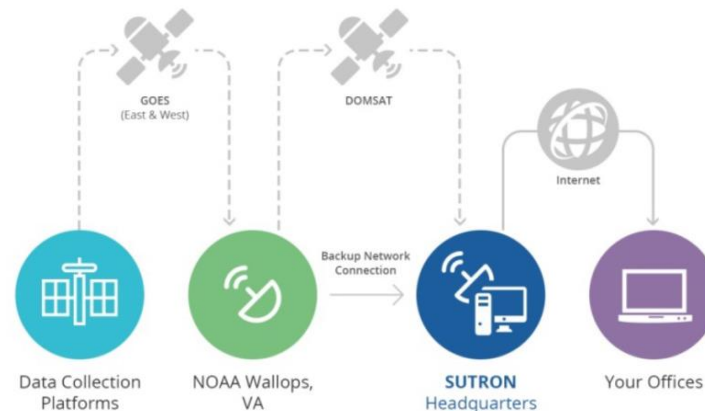 GOES
(East & West)
DOMSAT
Internet
Backup Network
Connection
Data Collection
Platforms
NOAA Wallops,
VA
SUTRON
Headquarters
Your Offices